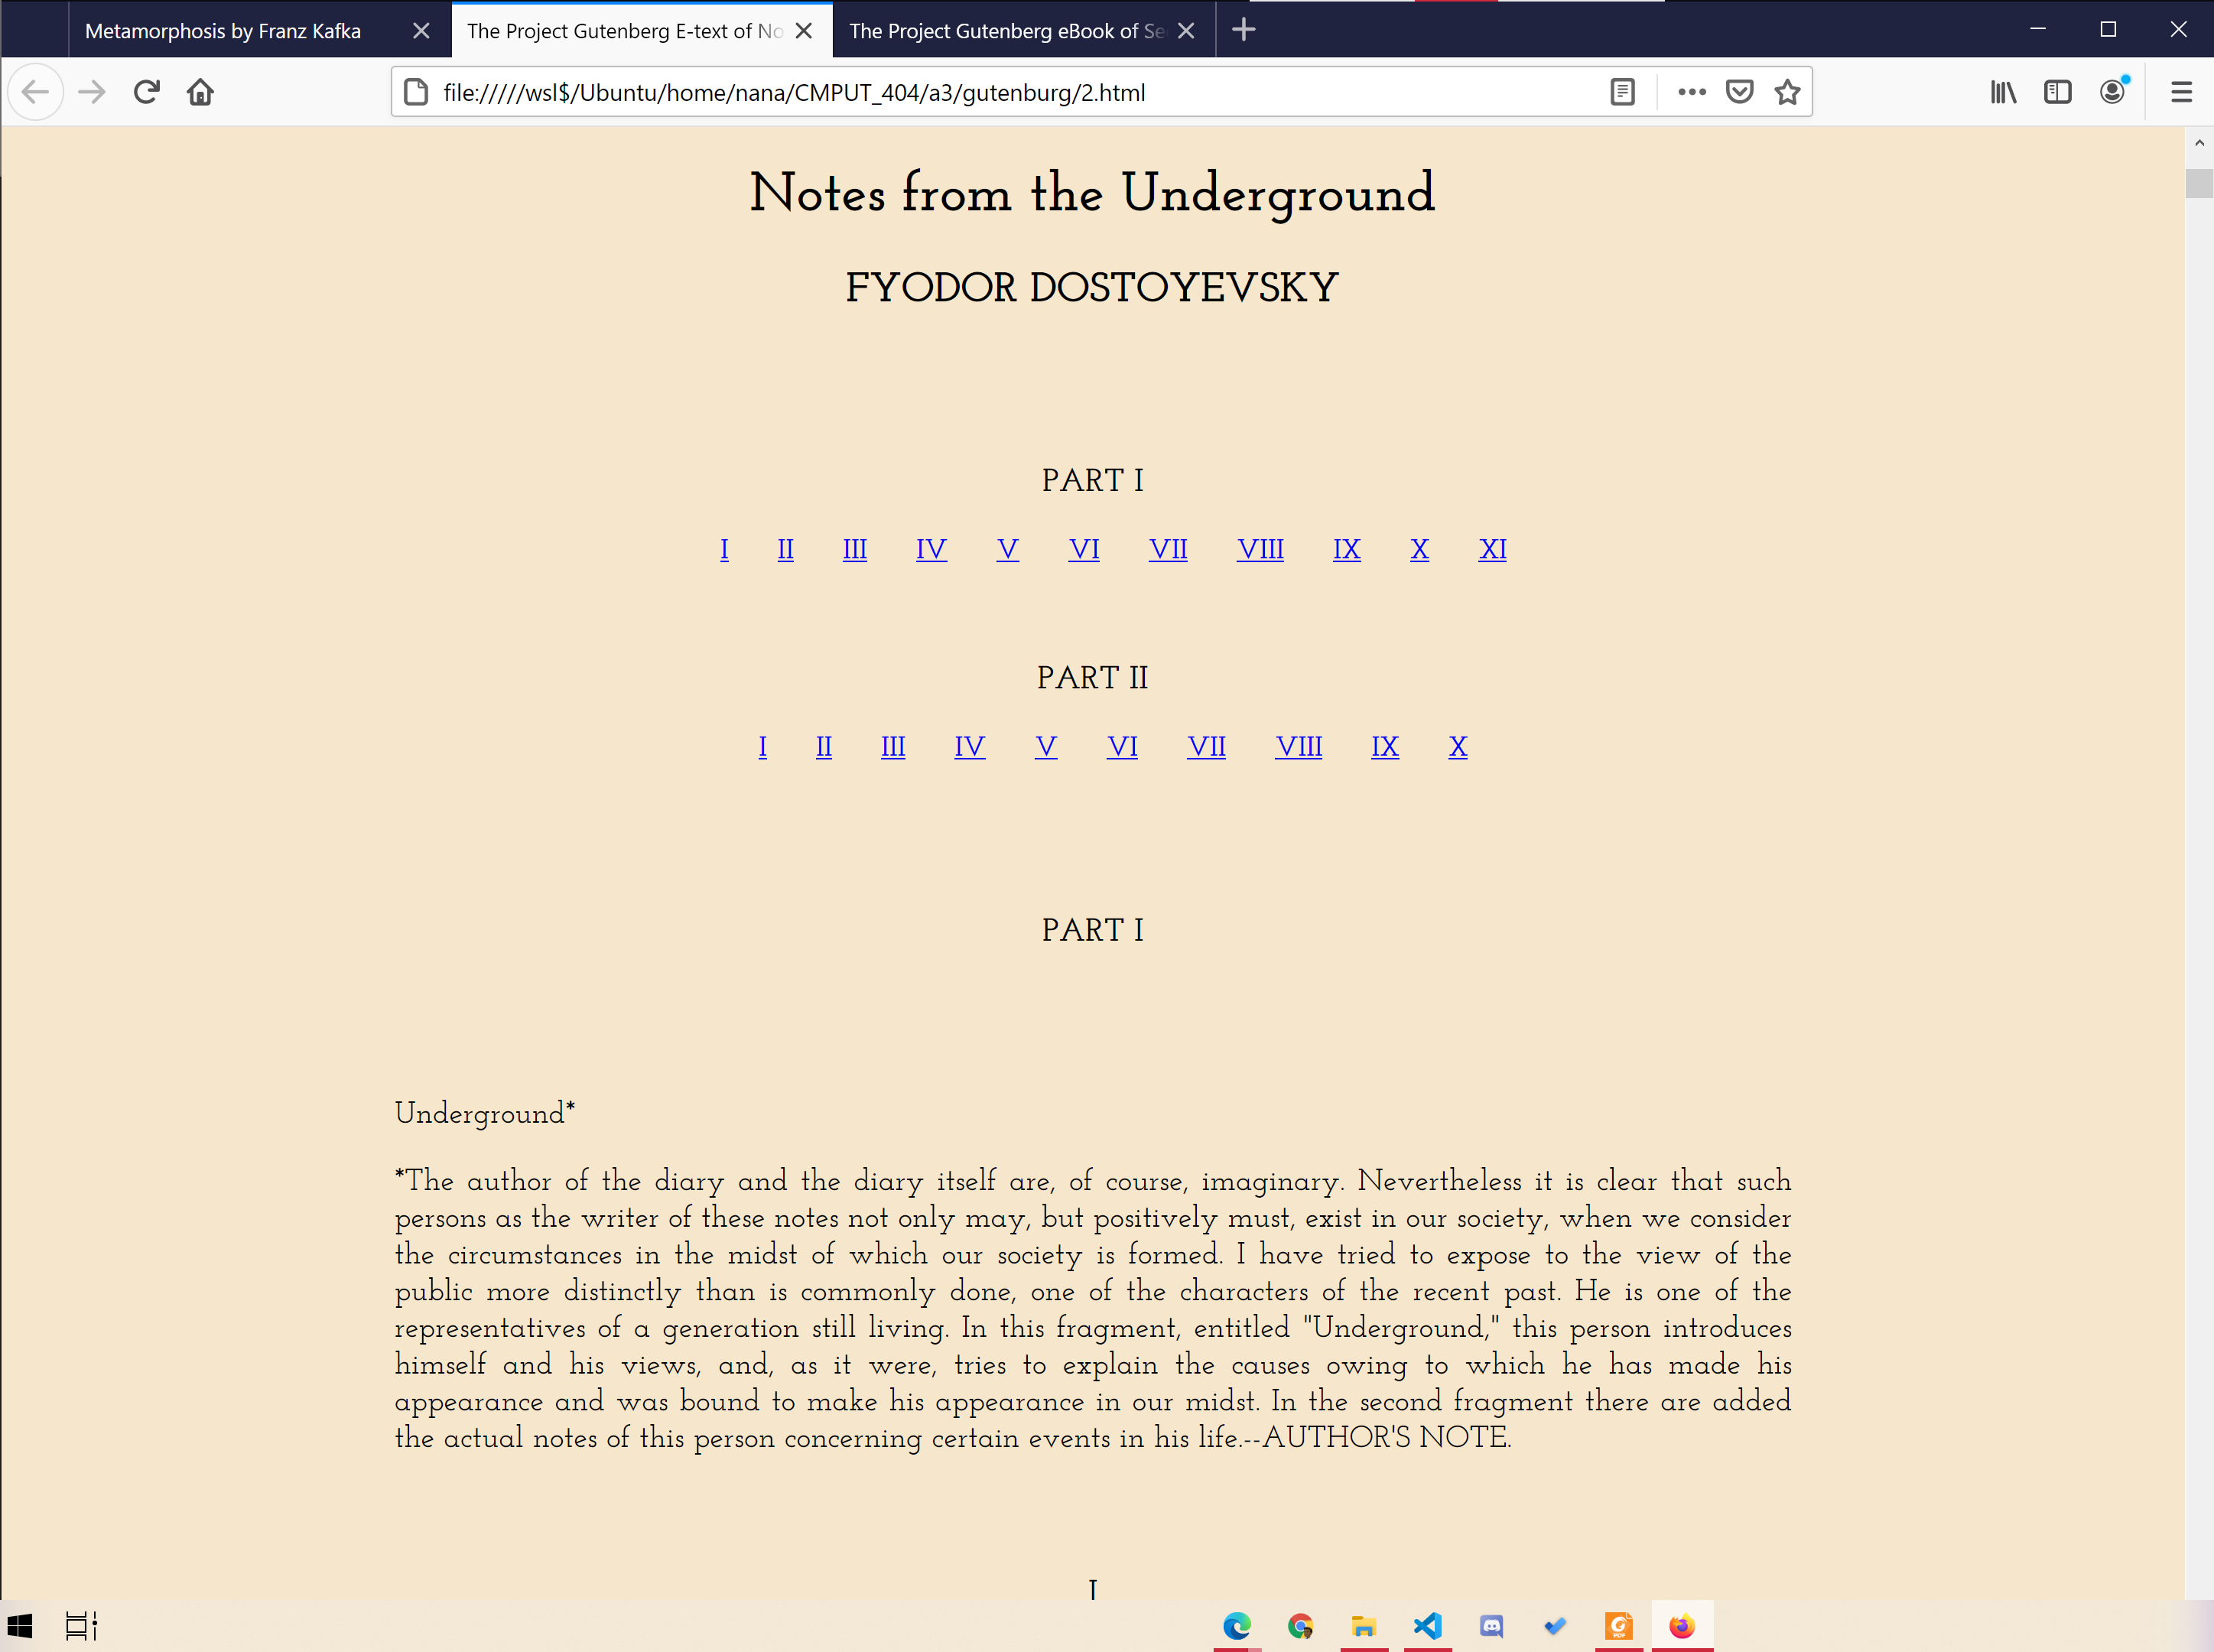 Metamorphosis by Franz Kafka
The Project Gutenberg E-text of No
The Project Gutenberg eBook of Se
file://///wsl$/Ubuntu/home/nana/CMPUT_404/a3/gutenburg/2.html
Notes from the Underground
FYODOR DOSTOYEVSKY
PART I
I II III IV V VI VII VIII IX X XI
PART II
I II III IV V VI VII VIII IX X
PART I
Underground*
*The author of the diary and the diary itself are, of course, imaginary. Nevertheless it is clear that such
persons as the writer of these notes not only may, but positively must, exist in our society, when we consider
the circumstances in the midst of which our society is formed. I have tried to expose to the view of the
public more distinctly than is commonly done, one of the characters of the recent past. He is one of the
representatives of a generation still living. In this fragment, entitled "Underground," this person introduces
himself and his views, and, as it were, tries to explain the causes owing to which he has made his
appearance and was bound to make his appearance in our midst. In the second fragment there are added
the actual notes of this person concerning certain events in his life.--AUTHOR'S NOTE.
I
PDF